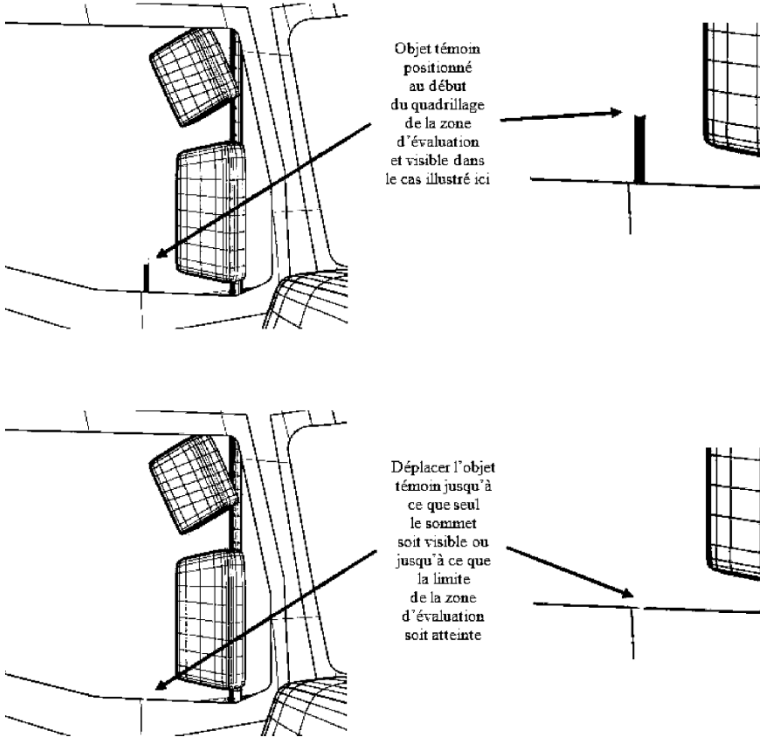 Objet témoin
positionné
au début
du quadrillage
de la zone
d’évaluation
et visible dans
le cas illustré ici
Déplacer l’objet
témoin jusqu’à
ce que seul
le sommet
soit visible ou
jusqu’à ce que
la limite
de la zone
d’évaluation
soit atteinte